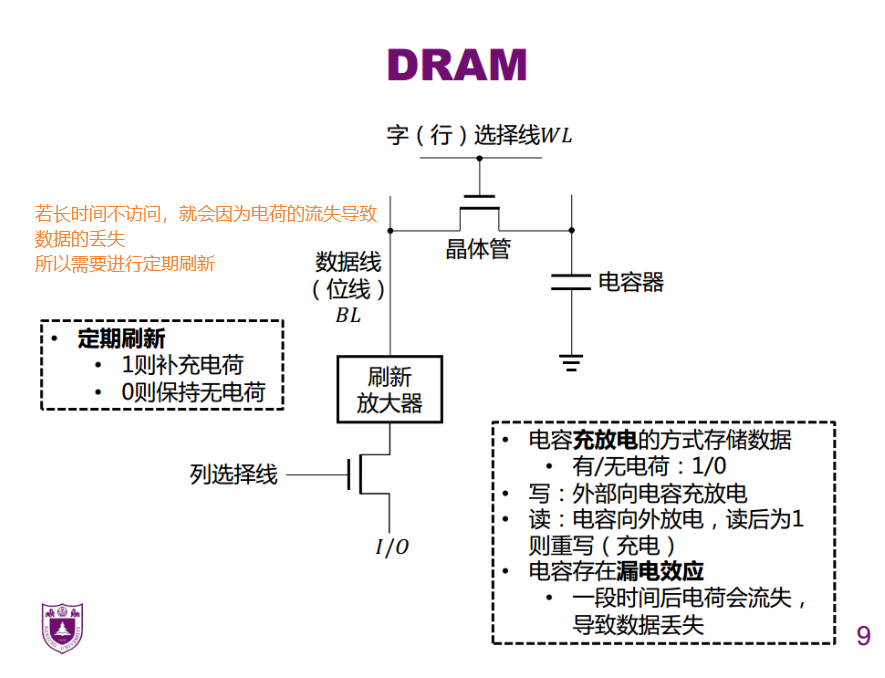 DRAM
字（行）选择线WL
若长时间不访问，就会因为电荷的流失导致
数据的丢失
所以需要进行定期刷新
晶体管
数据线
（位线）
BL
电容器
• 定期刷新
• 1则补充电荷
• 0则保持无电荷
刷新
放大器
列选择线
I/O
• 电容充放电的方式存储数据
• 有/无电荷：1/0
• 写：外部向电容充放电
• 读：电容向外放电，读后为1
则重写（充电）
• 电容存在漏电效应
• 一段时间后电荷会流失，
导致数据丢失
9